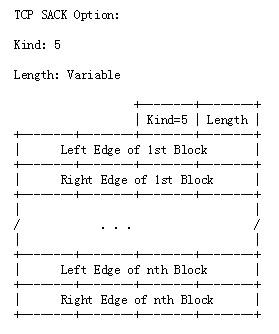 TCP SACK Option:
Kind: 5
Length: Variable
Kind=5 Length
Left Edge of 1st Block
Right Edge of 1st Block
. . .
Left Edge of nth Block
Right Edge of nth Block